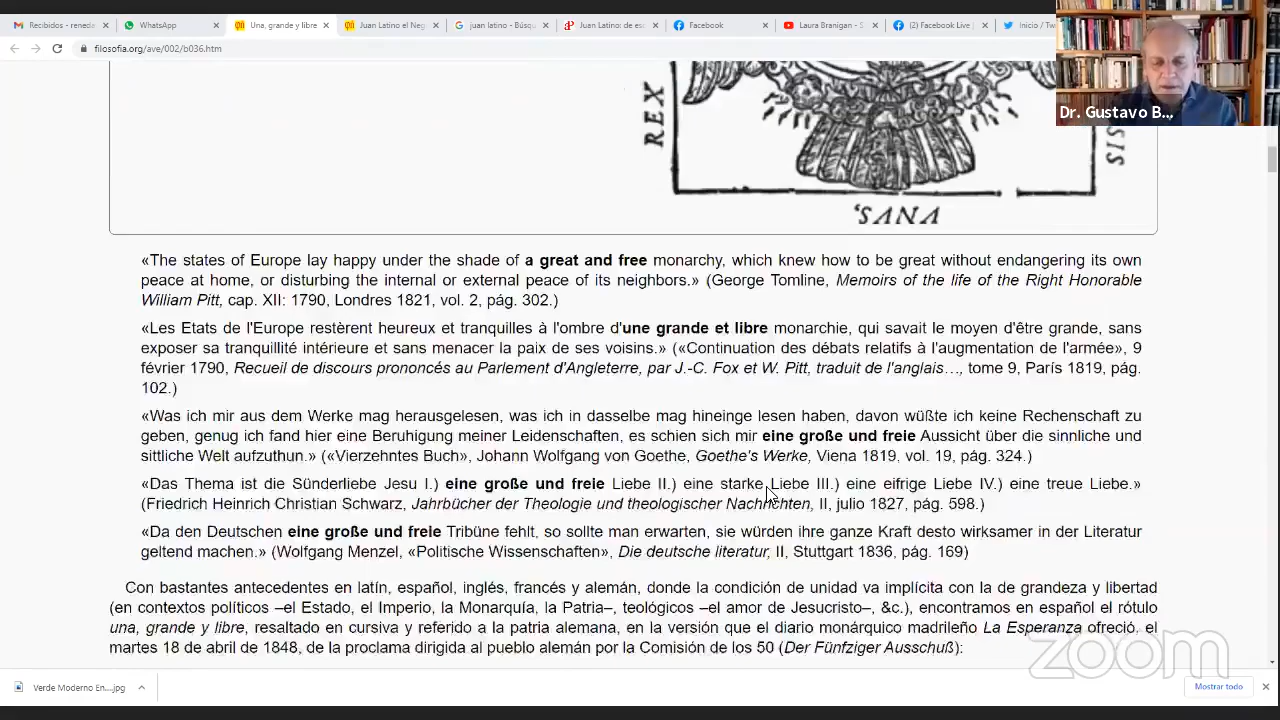 Recibidos - renede
WhatsApp
Una, grande y libre
Juan Latino el Neg
juan latino - Búsq
Juan Latino: de es
Facebook
Laura Branigan - S
(2) Facebook Live |
Inicio / Tw
filosofia.org/ave/002/b036.htm
Dr. Gustavo B...
REX
SIS
'SANA
«The states of Europe lay happy under the shade of a great and free monarchy, which knew how to be great without endangering its own
peace at home, or disturbing the internal or external peace of its neighbors.» (George Tomline, Memoirs of the life of the Right Honorable
William Pitt, cap. XII: 1790, Londres 1821, vol. 2, pág. 302.)
«Les Etats de l'Europe restèrent heureux et tranquilles à l'ombre d'une grande et libre monarchie, qui savait le moyen d'être grande, sans
exposer sa tranquillité intérieure et sans menacer la paix de ses voisins.» («Continuation des débats relatifs à l'augmentation de l'armée», 9
février 1790, Recueil de discours prononcés au Parlement d'Angleterre, par J.-C. Fox et W. Pitt, traduit de l'anglais…, tome 9, París 1819, pág.
102.)
«Was ich mir aus dem Werke mag herausgelesen, was ich in dasselbe mag hineinge lesen haben, davon wüßte ich keine Rechenschaft zu
geben, genug ich fand hier eine Beruhigung meiner Leidenschaften, es schien sich mir eine große und freie Aussicht über die sinnliche und
sittliche Welt aufzuthun.» («Vierzehntes Buch», Johann Wolfgang von Goethe, Goethe's Werke, Viena 1819, vol. 19, pág. 324.)
«Das Thema ist die Sünderliebe Jesu I.) eine große und freie Liebe II.) eine starke Liebe III.) eine eifrige Liebe IV.) eine treue Liebe.»
(Friedrich Heinrich Christian Schwarz, Jahrbücher der Theologie und theologischer Nachrichten, II, julio 1827, pág. 598.)
«Da den Deutschen eine große und freie Tribüne fehlt, so sollte man erwarten, sie würden ihre ganze Kraft desto wirksamer in der Literatur
geltend machen.» (Wolfgang Menzel, «Politische Wissenschaften», Die deutsche literatur, II, Stuttgart 1836, pág. 169)
Con bastantes antecedentes en latín, español, inglés, francés y alemán, donde la condición de unidad va implícita con la de grandeza y libertad
(en contextos políticos –el Estado, el Imperio, la Monarquía, la Patria–, teológicos –el amor de Jesucristo–, &c.), encontramos en español el rótulo
una, grande y libre, resaltado en cursiva y referido a la patria alemana, en la versión que el diario monárquico madrileño La Esperanza ofreció, el
martes 18 de abril de 1848, de la proclama dirigida al pueblo alemán por la Comisión de los 50 (Der Fünfziger Ausschuß):
zoom
Verde Moderno En....jpg
Mostrar todo